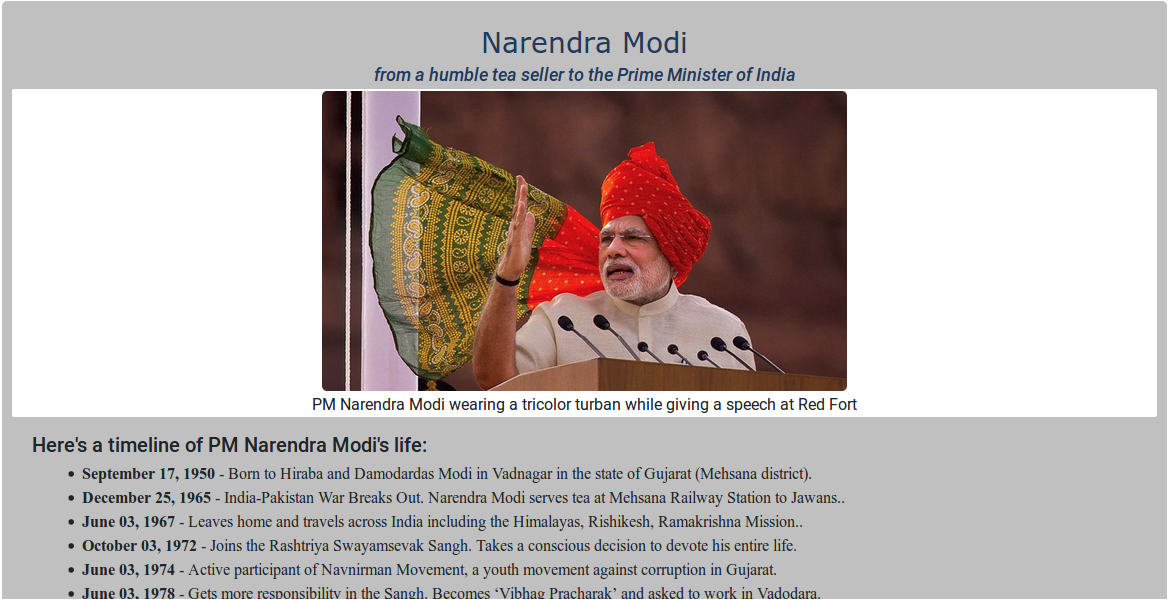 Narendra Modi
from a humble tea seller to the Prime Minister of India
PM Narendra Modi wearing a tricolor turban while giving a speech at Red Fort
Here's a timeline of PM Narendra Modi's life:
September 17, 1950 - Born to Hiraba and Damodardas Modi in Vadnagar in the state of Gujarat (Mehsana district).
December 25, 1965 - India-Pakistan War Breaks Out. Narendra Modi serves tea at Mehsana Railway Station to Jawans..
June 03, 1967 - Leaves home and travels across India including the Himalayas, Rishikesh, Ramakrishna Mission..
October 03, 1972 - Joins the Rashtriya Swayamsevak Sangh. Takes a conscious decision to devote his entire life.
June 03, 1974 - Active participant of Navnirman Movement, a youth movement against corruption in Gujarat.
June 03, 1978 - Gets more responsibility in the Sangh. Becomes ‘Vibhag Pracharak’ and asked to work in Vadodara.